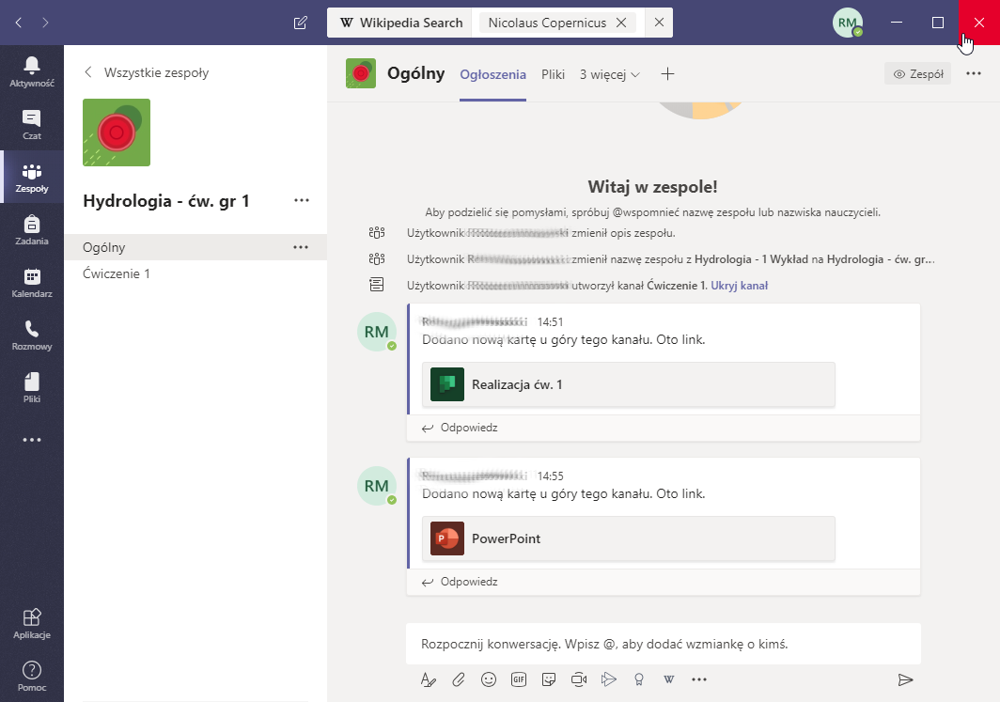 W Wikipedia Search Nicolaus Copernicus
RM
Aktywność
Czat
Zespoły
Zadania
Kalendarz
Rozmowy
Pliki
Aplikacje
Pomoc
Wszystkie zespoły
Hydrologia - ćw. gr 1
Ogólny
Ćwiczenie 1
Ogólny Ogłoszenia Pliki 3 więcej Zespół
Witaj w zespole!
Aby podzielić się pomysłami, spróbuj @wspomnieć nazwę zespołu lub nazwiska nauczycieli.
Użytkownik zmienił opis zespołu.
Użytkownik zmienił nazwę zespołu z Hydrologia - 1 Wykład na Hydrologia - ćw. gr...
Użytkownik utworzył kanał Ćwiczenie 1. Ukryj kanał
RM
14:51
Dodano nową kartę u góry tego kanału. Oto link.
Realizacja ćw. 1
Odpowiedz
RM
14:55
Dodano nową kartę u góry tego kanału. Oto link.
P PowerPoint
Odpowiedz
Rozpocznij konwersację. Wpisz @, aby dodać wzmiankę o kimś.
GIF W